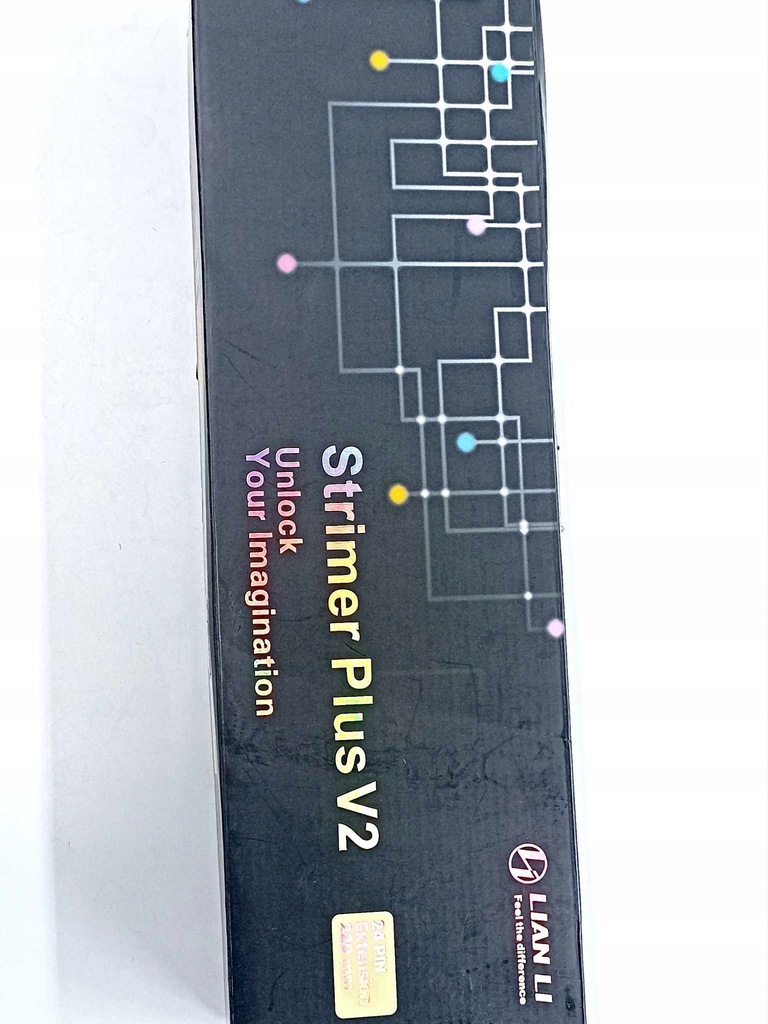 LIAN LI
Feel the difference
Strimer Plus V2
Unlock
Your Imagination
24 PIN
Extension